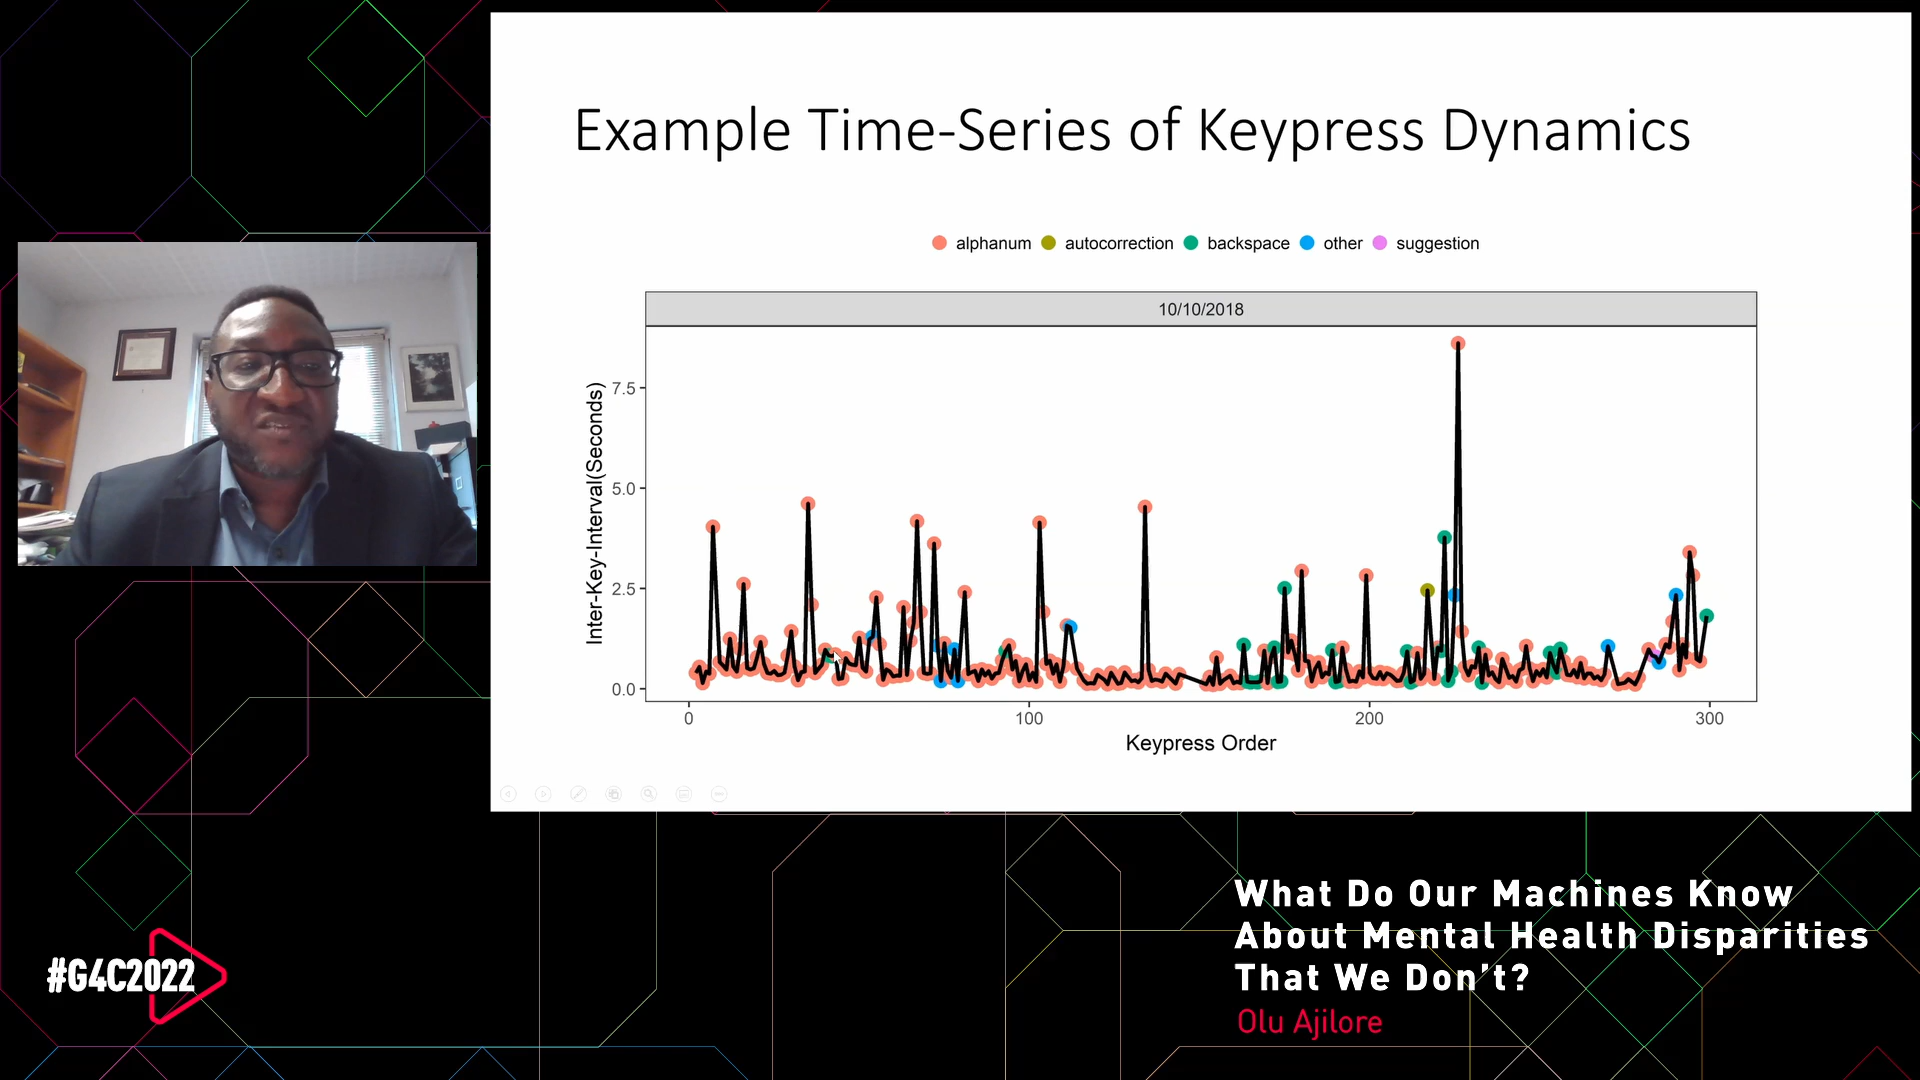 Example Time-Series of Keypress Dynamics
alphanum autocorrection backspace other suggestion
10/10/2018
Inter-Key-Interval(Seconds)
7.5
5.0
2.5
0.0
0 100 200 300
Keypress Order
What Do Our Machines Know
About Mental Health Disparities
That We Don't?
Olu Ajilore
#G4C2022